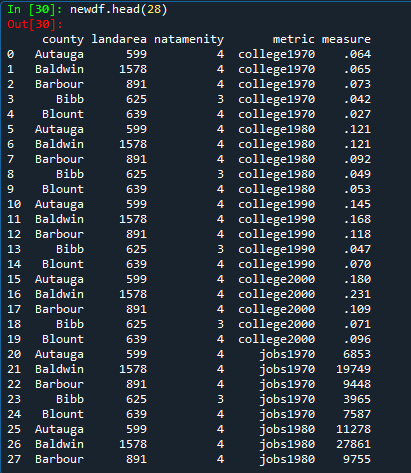 In [30]: newdf.head(28)
Out[30]:
county landarea natamenity metric measure
0 Autauga 599 4 college1970 .064
1 Baldwin 1578 4 college1970 .065
2 Barbour 891 4 college1970 .073
3 Bibb 625 3 college1970 .042
4 Blount 639 4 college1970 .027
5 Autauga 599 4 college1980 .121
6 Baldwin 1578 4 college1980 .121
7 Barbour 891 4 college1980 .092
8 Bibb 625 3 college1980 .049
9 Blount 639 4 college1980 .053
10 Autauga 599 4 college1990 .145
11 Baldwin 1578 4 college1990 .168
12 Barbour 891 4 college1990 .118
13 Bibb 625 3 college1990 .047
14 Blount 639 4 college1990 .070
15 Autauga 599 4 college2000 .180
16 Baldwin 1578 4 college2000 .231
17 Barbour 891 4 college2000 .109
18 Bibb 625 3 college2000 .071
19 Blount 639 4 college2000 .096
20 Autauga 599 4 jobs1970 6853
21 Baldwin 1578 4 jobs1970 19749
22 Barbour 891 4 jobs1970 9448
23 Bibb 625 3 jobs1970 3965
24 Blount 639 4 jobs1970 7587
25 Autauga 599 4 jobs1980 11278
26 Baldwin 1578 4 jobs1980 27861
27 Barbour 891 4 jobs1980 9755